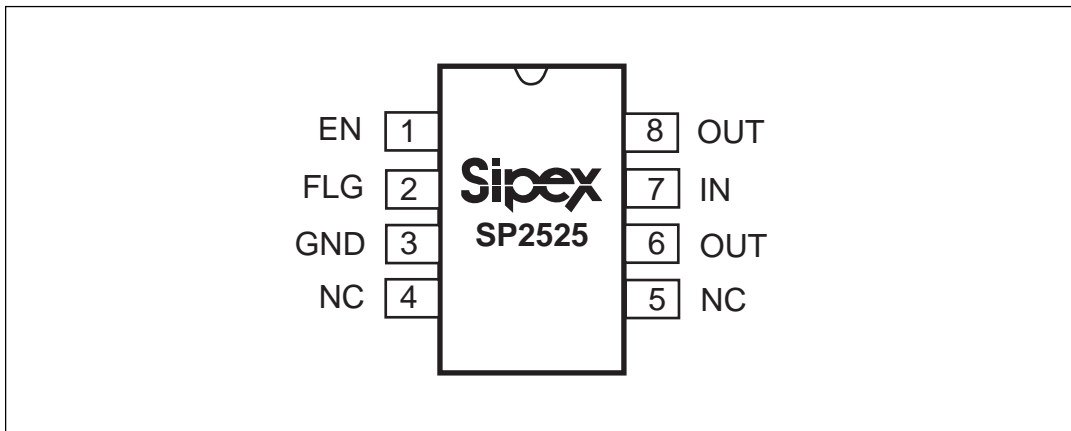 EN 1 8 OUT
FLG 2 Sipex 7 IN
SP2525
GND 3 6 OUT
NC 4 5 NC